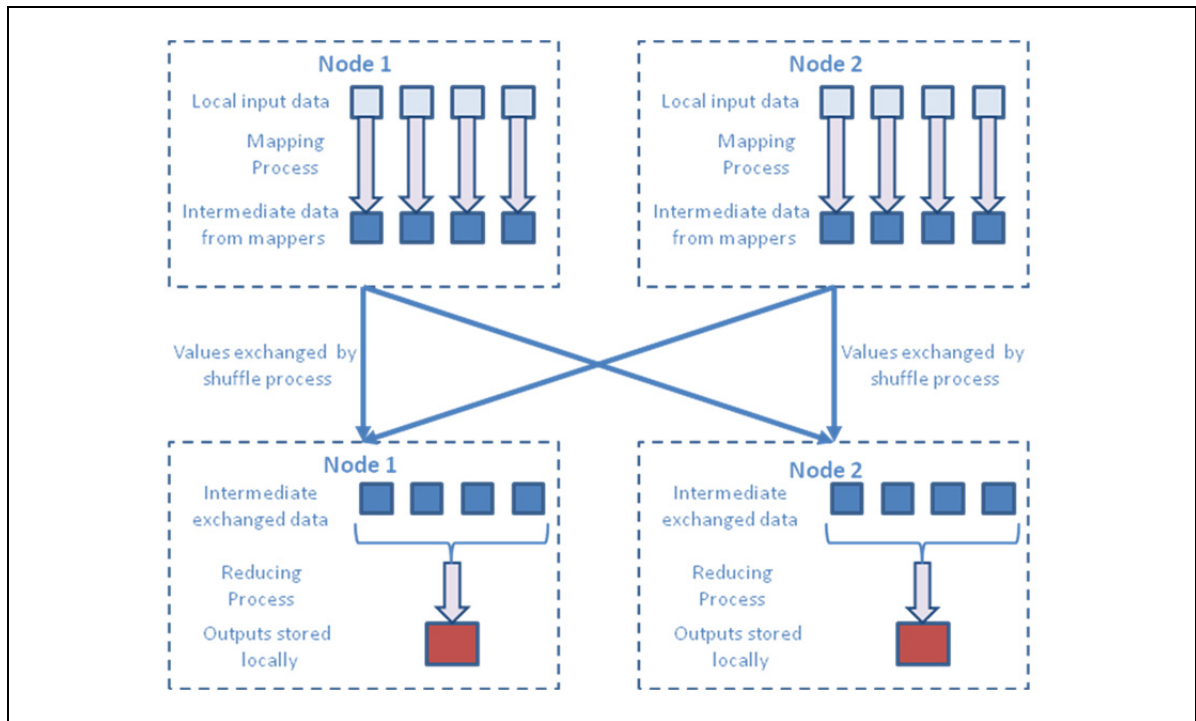 Node 1
Local input data
Mapping
Process
Intermediate data
from mappers
Node 2
Local input data
Mapping
Process
Intermediate data
from mappers
Values exchanged by
shuffle process
Values exchanged by
shuffle process
Node 1
Intermediate
exchanged data
Reducing
Process
Outputs stored
locally
Node 2
Intermediate
exchanged data
Reducing
Process
Outputs stored
locally